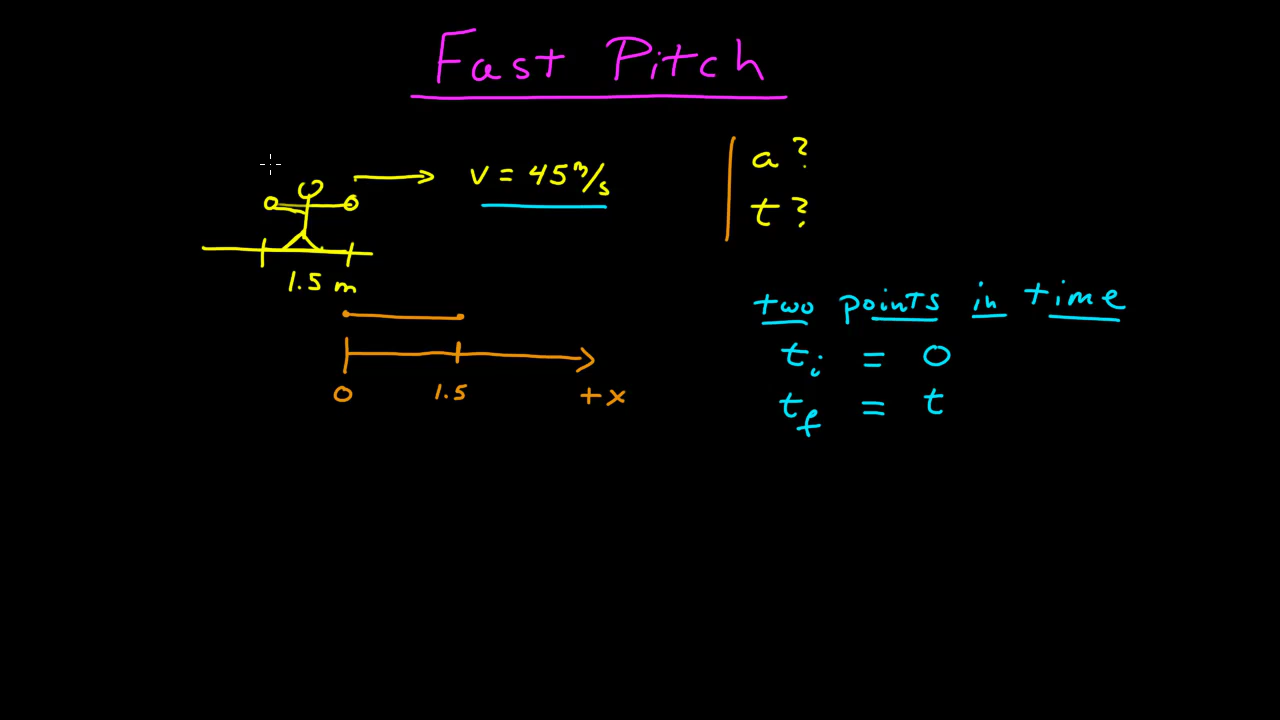 Fast Pitch
v = 45 m/s
a ?
t ?
1.5 m
two points in time
0 1.5 +x
ti = 0
tf = t